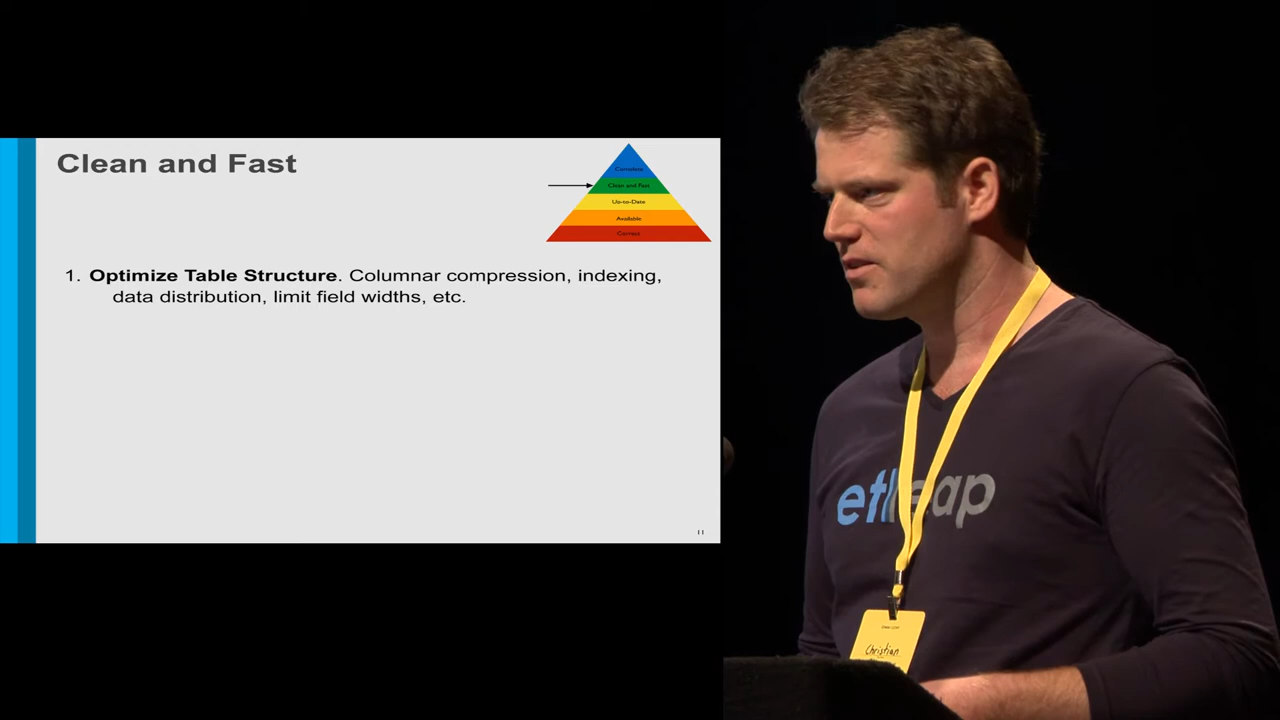 Clean and Fast
Complete
Clean and Fast
Up-to-Date
Available
Correct
1. Optimize Table Structure. Columnar compression, indexing,
data distribution, limit field widths, etc.
11
etleap
Christian